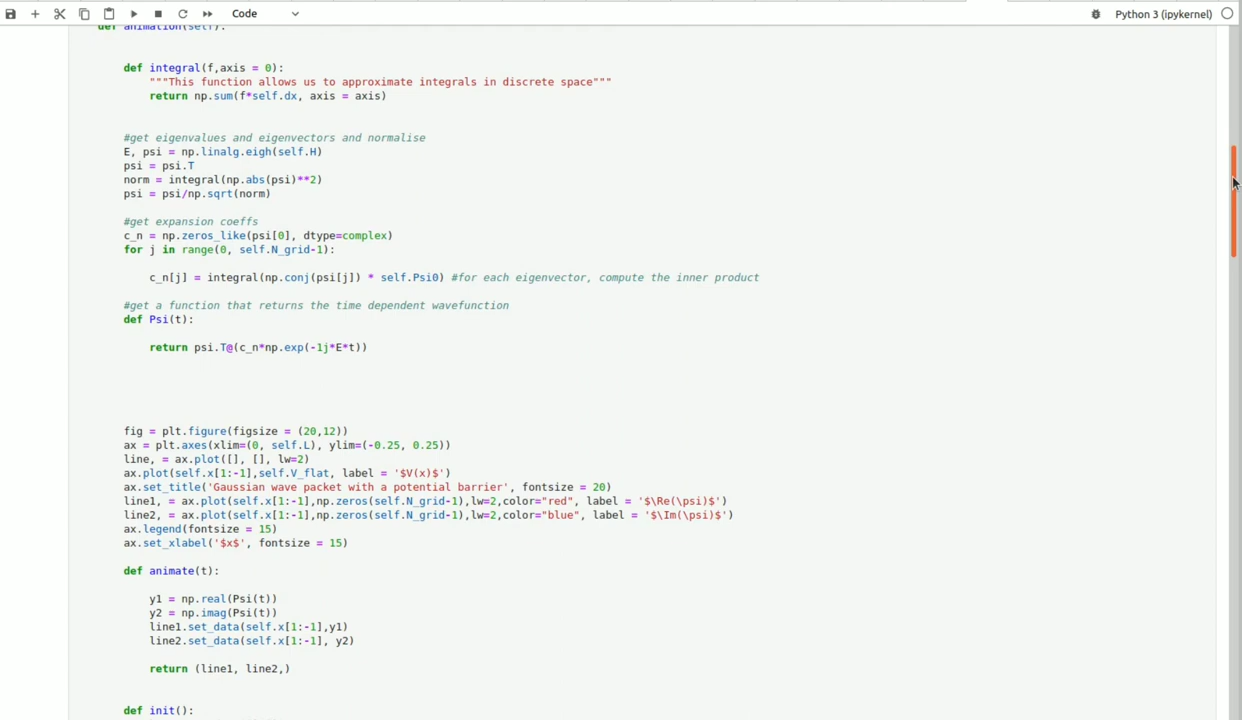 Code
Python 3 (ipykernel)
def animation(self):
def integral(f,axis = 0):
"""This function allows us to approximate integrals in discrete space"""
return np.sum(f*self.dx, axis = axis)
#get eigenvalues and eigenvectors and normalise
E, psi = np.linalg.eigh(self.H)
psi = psi.T
norm = integral(np.abs(psi)**2)
psi = psi/np.sqrt(norm)
#get expansion coeffs
c_n = np.zeros_like(psi[0], dtype=complex)
for j in range(0, self.N_grid-1):
c_n[j] = integral(np.conj(psi[j]) * self.Psi0) #for each eigenvector, compute the inner product
#get a function that returns the time dependent wavefunction
def Psi(t):
return psi.T@(c_n*np.exp(-1j*E*t))
fig = plt.figure(figsize = (20,12))
ax = plt.axes(xlim=(0, self.L), ylim=(-0.25, 0.25))
line, = ax.plot([], [], lw=2)
ax.plot(self.x[1:-1],self.V_flat, label = '$V(x)$')
ax.set_title('Gaussian wave packet with a potential barrier', fontsize = 20)
line1, = ax.plot(self.x[1:-1],np.zeros(self.N_grid-1),lw=2,color="red", label = '$\Re(\psi)$')
line2, = ax.plot(self.x[1:-1],np.zeros(self.N_grid-1),lw=2,color="blue", label = '$\Im(\psi)$')
ax.legend(fontsize = 15)
ax.set_xlabel('$x$', fontsize = 15)
def animate(t):
y1 = np.real(Psi(t))
y2 = np.imag(Psi(t))
line1.set_data(self.x[1:-1],y1)
line2.set_data(self.x[1:-1], y2)
return (line1, line2,)
def init():